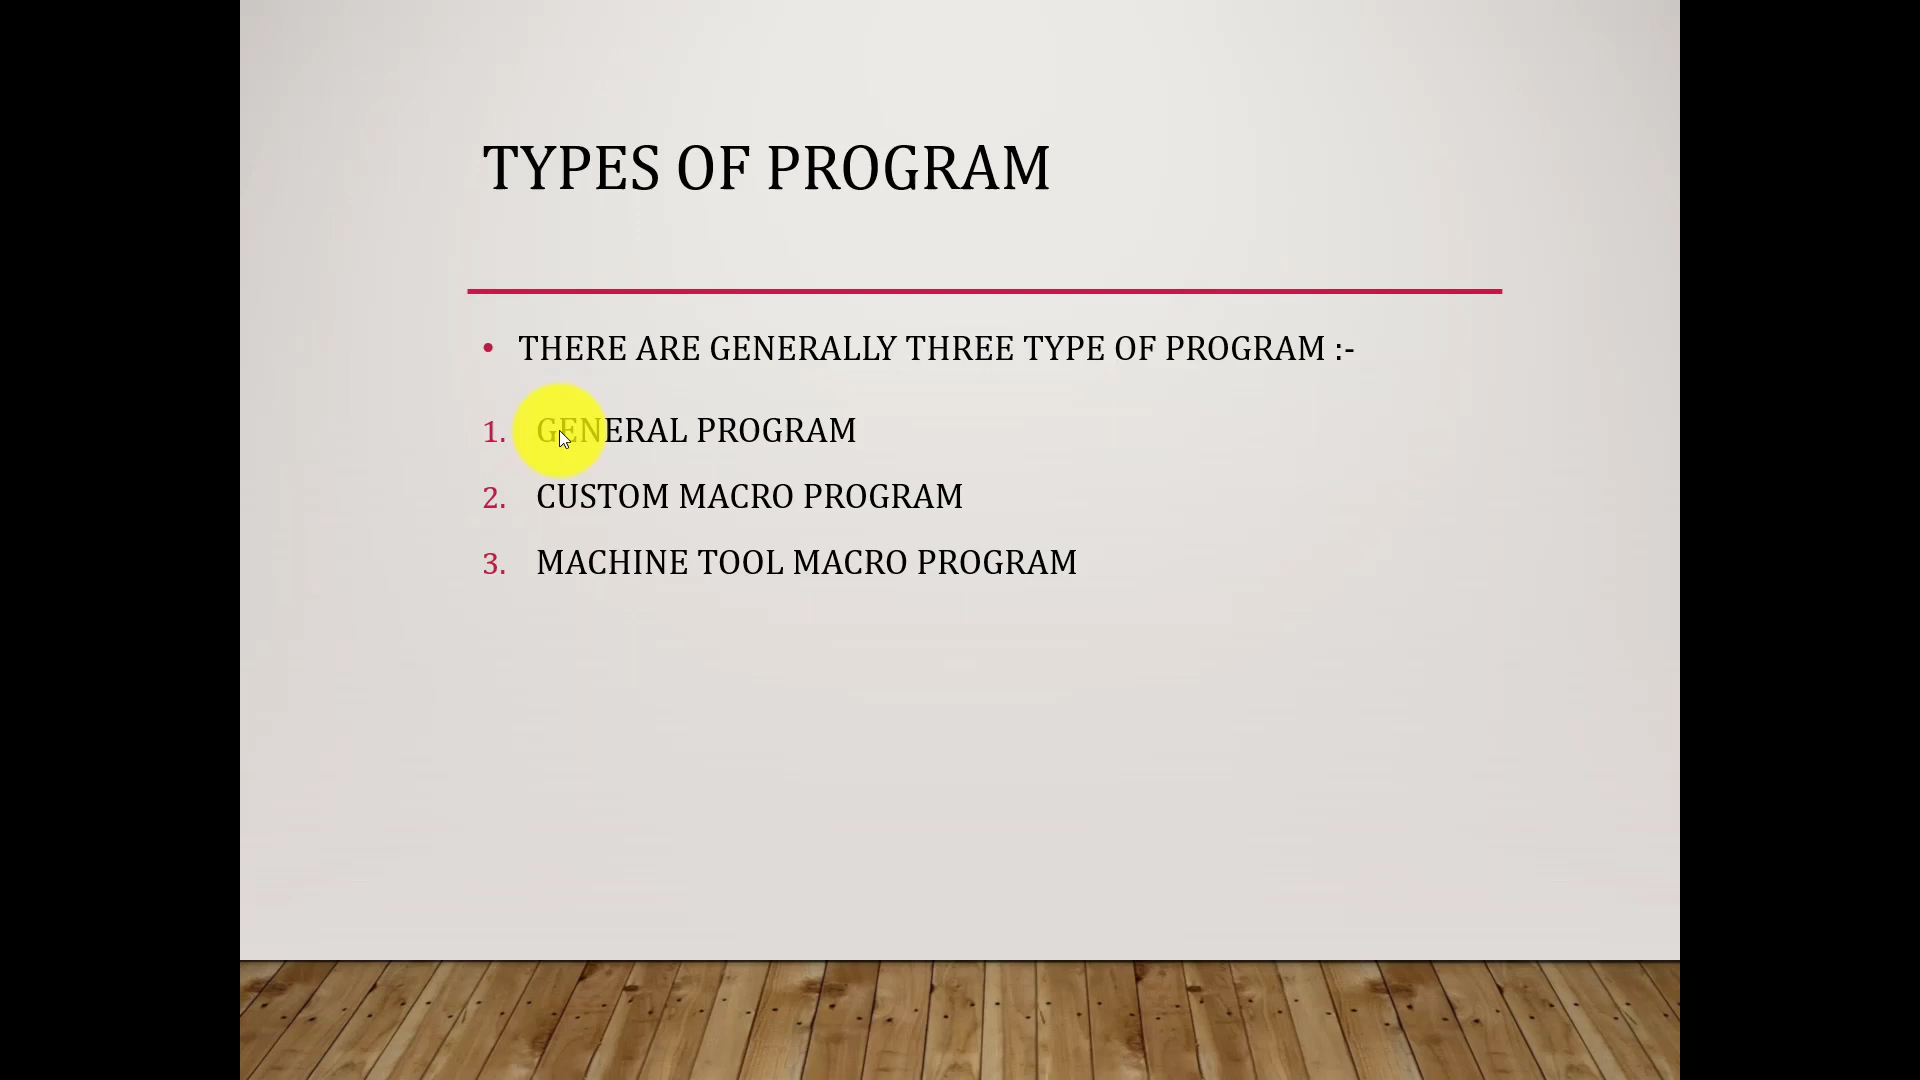 TYPES OF PROGRAM
• THERE ARE GENERALLY THREE TYPE OF PROGRAM :-
1. GENERAL PROGRAM
2. CUSTOM MACRO PROGRAM
3. MACHINE TOOL MACRO PROGRAM